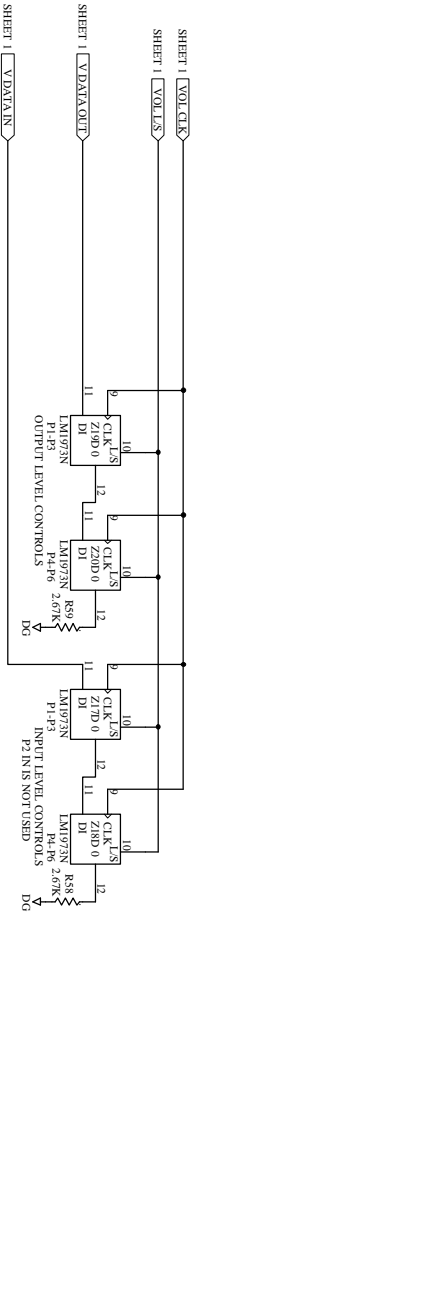 SHEET 1 VOL CLK
SHEET 1 VOL L/S
SHEET 1 V DATA OUT
SHEET 1 V DATA IN
9
10
11
12
L/S
CLK
Z19D 0
DI
LM1973N
P1-P3
OUTPUT LEVEL CONTROLS
9
10
11
12
L/S
CLK
Z20D 0
DI
LM1973N
P4-P6
R59
2.67K
DG
9
10
11
12
L/S
CLK
Z17D 0
DI
LM1973N
P1-P3
INPUT LEVEL CONTROLS
P2 IN IS NOT USED
9
10
11
12
L/S
CLK
Z18D 0
DI
LM1973N
P4-P6
R58
2.67K
DG